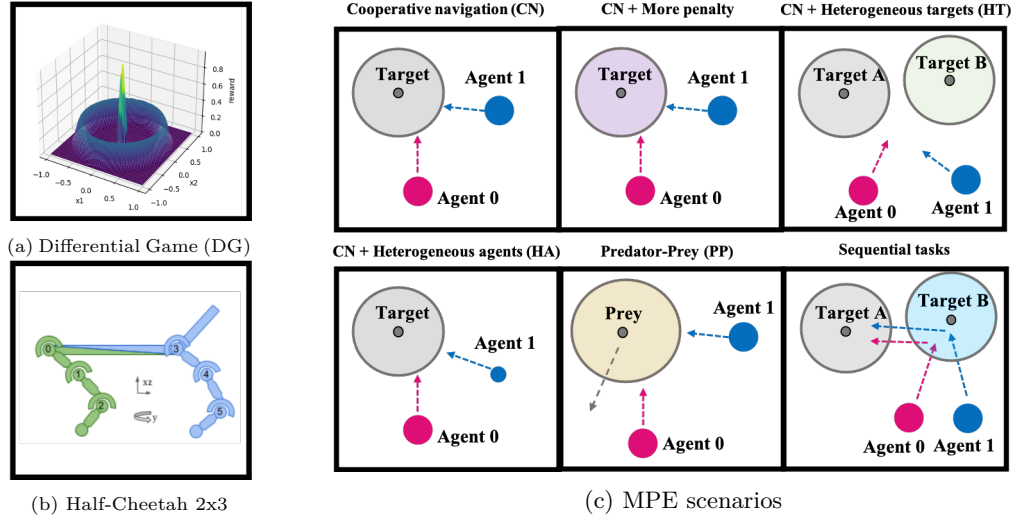 0.8
0.6
0.4
0.2
0.0
reward
−1.0
−0.5
0.0
0.5
1.0
x1
−1.0
−0.5
0.0
0.5
1.0
x2
(a) Differential Game (DG)
0
1
2
3
4
5
xz
y
(b) Half-Cheetah 2x3
Cooperative navigation (CN)
Target
Agent 1
Agent 0
CN + More penalty
Target
Agent 1
Agent 0
CN + Heterogeneous targets (HT)
Target A
Target B
Agent 0
Agent 1
CN + Heterogeneous agents (HA)
Target
Agent 1
Agent 0
Predator-Prey (PP)
Prey
Agent 1
Agent 0
Sequential tasks
Target A
Target B
Agent 0
Agent 1
(c) MPE scenarios